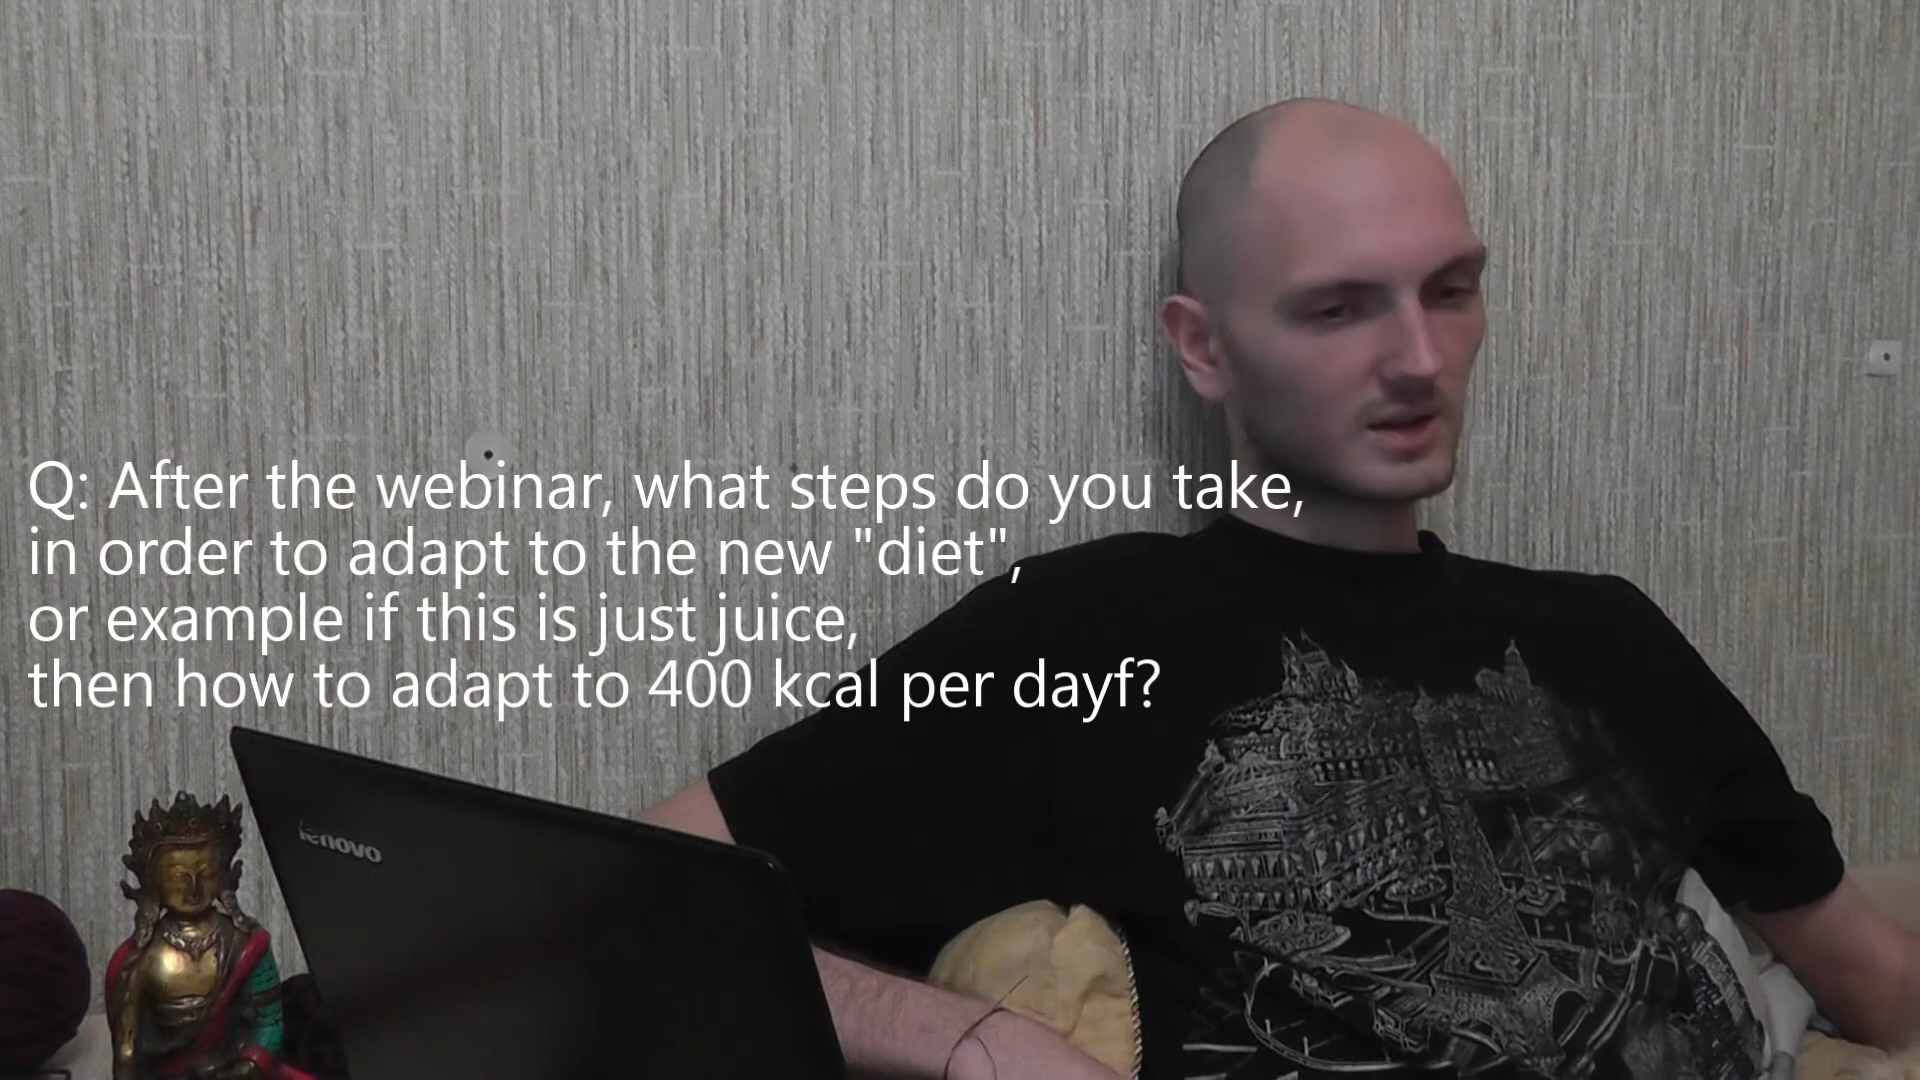 Q: After the webinar, what steps do you take,
in order to adapt to the new "diet",
or example if this is just juice,
then how to adapt to 400 kcal per dayf?
lenovo